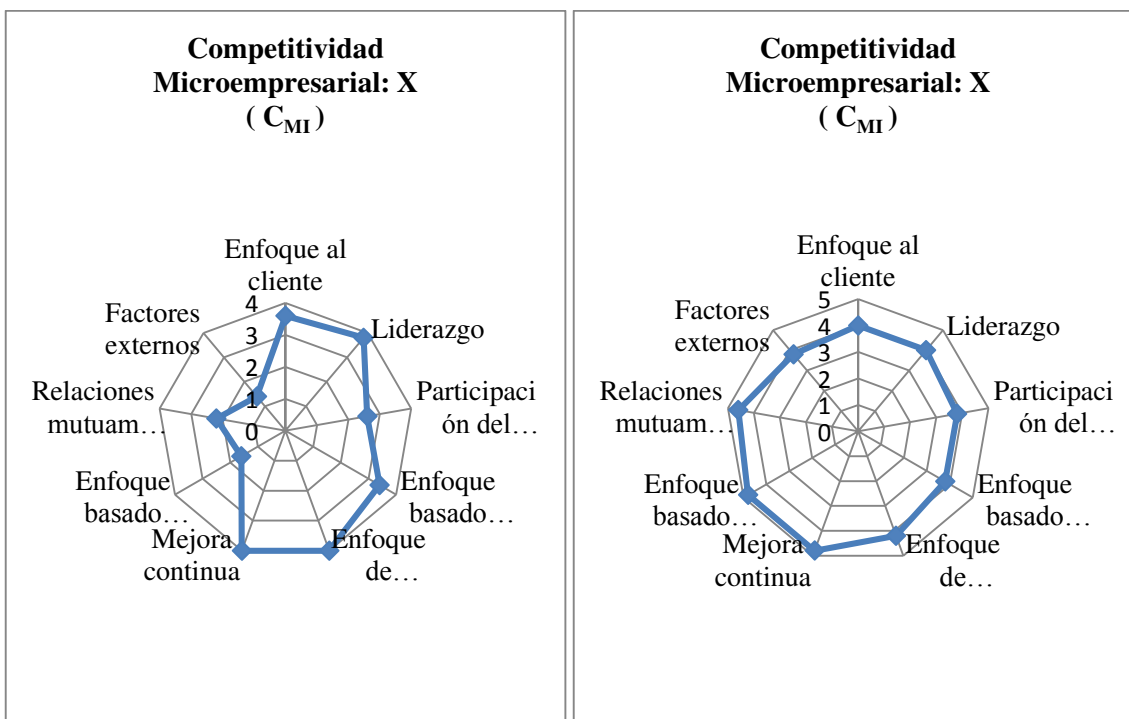 Competitividad
Microempresarial: X
( CMI )
Enfoque al
cliente
Liderazgo
Participaci
ón del…
Enfoque
basado…
Enfoque
de…
Mejora
continua
Enfoque
basado…
Relaciones
mutuam…
Factores
externos
4
3
2
1
0
Competitividad
Microempresarial: X
( CMI )
Enfoque al
cliente
Liderazgo
Participaci
ón del…
Enfoque
basado…
Enfoque
de…
Mejora
continua
Enfoque
basado…
Relaciones
mutuam…
Factores
externos
5
4
3
2
1
0